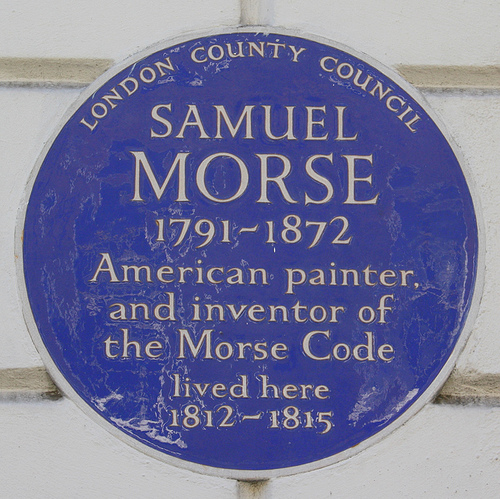 LONDON COUNTY COUNCIL
SAMUEL
MORSE
1791-1872
American painter,
and inventor of
the Morse Code
lived here
1812-1815